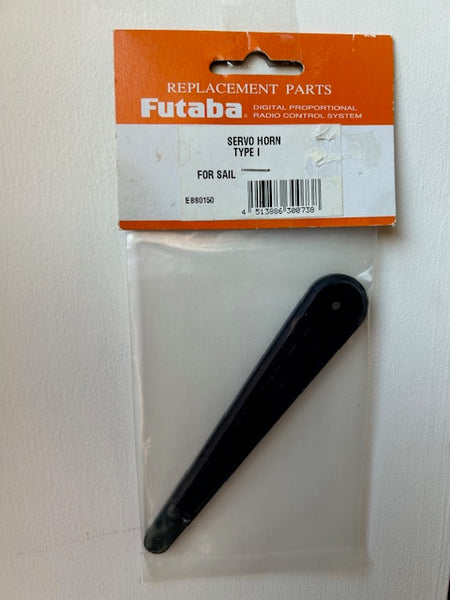 REPLACEMENT PARTS
Futaba®
DIGITAL PROPORTIONAL
RADIO CONTROL SYSTEM
SERVO HORN
TYPE I
FOR SAIL
EBB0150
4 513886 300738